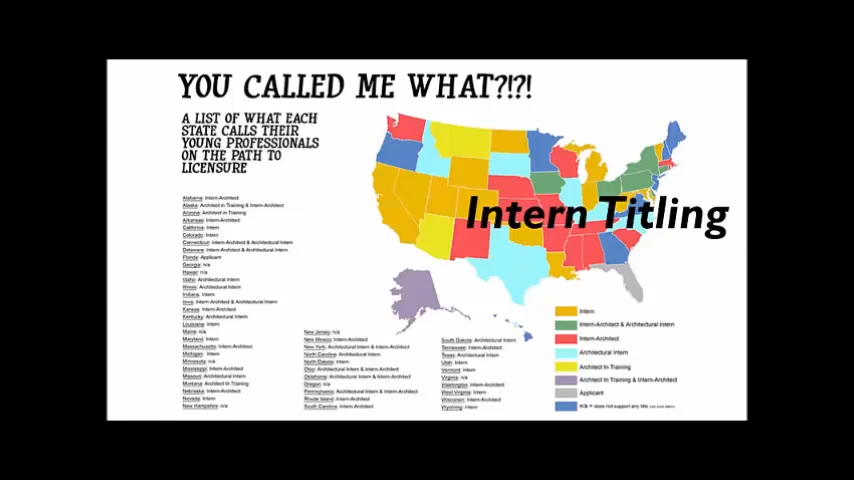 YOU CALLED ME WHAT?!?!
A LIST OF WHAT EACH
STATE CALLS THEIR
YOUNG PROFESSIONALS
ON THE PATH TO
LICENSURE
Intern Titling
Alabama: Intern-Architect
Alaska: Architect in Training & Intern-Architect
Arizona: Architect in Training
Arkansas: Intern-Architect
California: Intern
Colorado: Intern
Connecticut: Intern-Architect & Architectural Intern
Delaware: Intern-Architect & Architectural Intern
Florida: Applicant
Georgia: n/a
Hawaii: n/a
Idaho: Architectural Intern
Illinois: Architectural Intern
Indiana: Intern
Iowa: Intern-Architect & Architectural Intern
Kansas: Intern-Architect
Kentucky: Architectural Intern
Louisiana: Intern
Maine: n/a
Maryland: Intern
Massachusetts: Intern-Architect
Michigan: Intern
Minnesota: n/a
Mississippi: Intern-Architect
Missouri: Architectural Intern
Montana: Architect In Training
Nebraska: Intern-Architect
Nevada: Intern
New Hampshire: n/a
New Jersey: n/a
New Mexico: Intern-Architect
New York: Architectural Intern & Intern-Architect
North Carolina: Architectural Intern
North Dakota: Intern
Ohio: Architectural Intern & Intern-Architect
Oklahoma: Architectural Intern & Intern-Architect
Oregon: n/a
Pennsylvania: Architectural Intern & Intern-Architect
Rhode Island: Intern-Architect
South Carolina: Intern-Architect
South Dakota: Architectural Intern
Tennessee: Intern-Architect
Texas: Architectural Intern
Utah: Intern
Vermont: Intern
Virginia: n/a
Washington: Intern-Architect
West Virginia: Intern
Wisconsin: Intern-Architect
Wyoming: Intern
Intern
Intern-Architect & Architectural Intern
Intern-Architect
Architectural Intern
Architect In Training
Architect In Training & Intern-Architect
Applicant
n/a = does not support any title